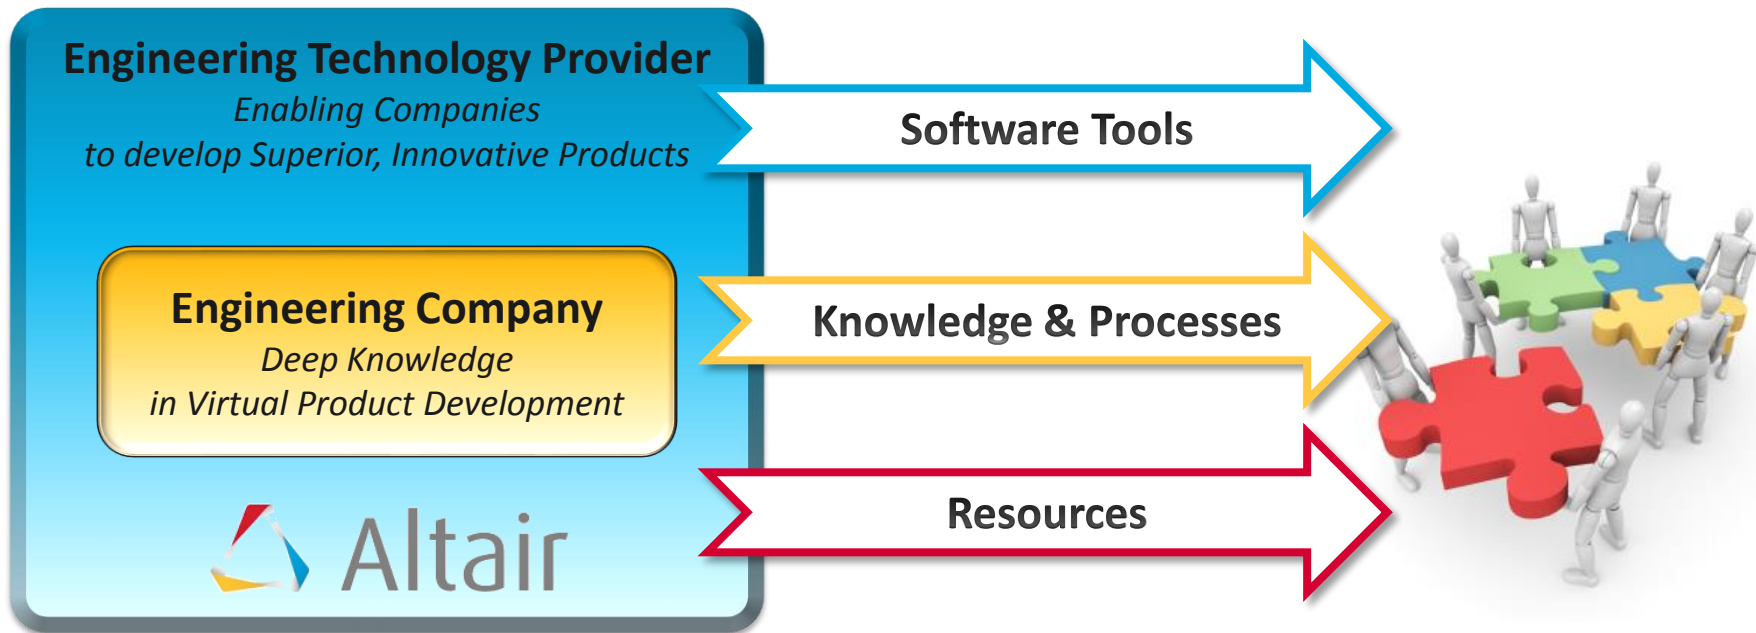 Engineering Technology Provider
Enabling Companies
to develop Superior, Innovative Products
Engineering Company
Deep Knowledge
in Virtual Product Development
Altair
Software Tools
Knowledge & Processes
Resources